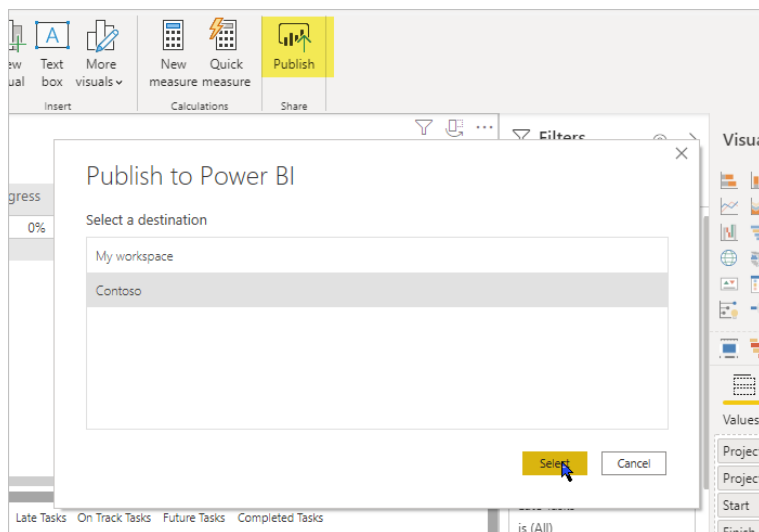 Text More New Quick Publish
box visuals measure measure
Insert Calculations Share
Filters
Publish to Power BI
Select a destination
My workspace
Contoso
Select Cancel
0%
Values
Start
Late Tasks On Track Tasks Future Tasks Completed Tasks
is (All)